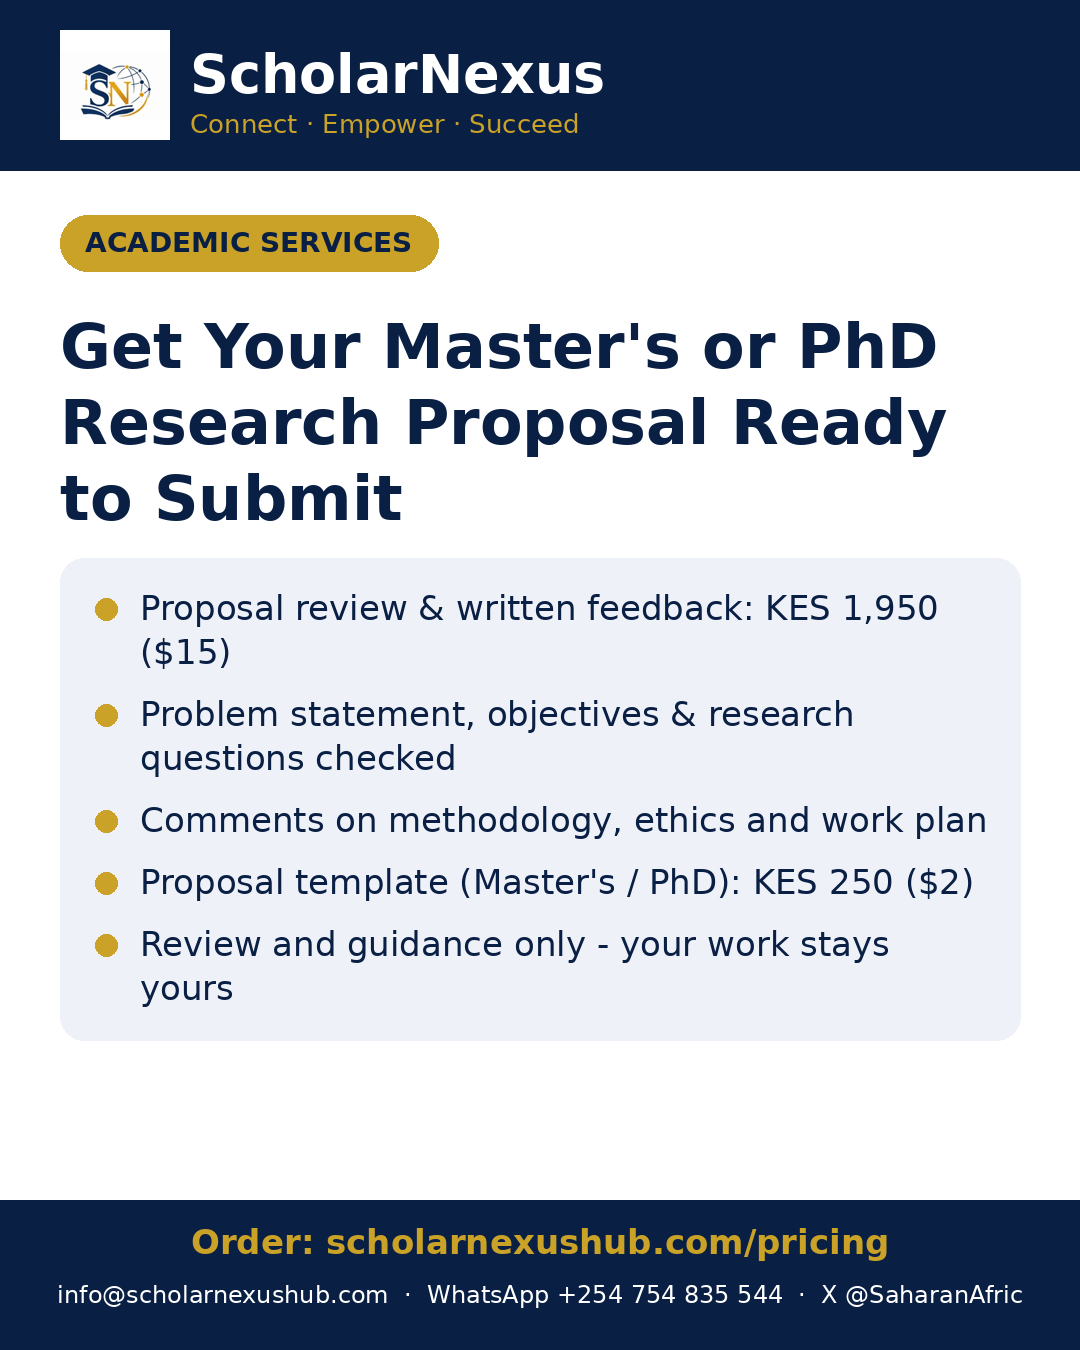 SN
ScholarNexus
Connect · Empower · Succeed
ACADEMIC SERVICES
Get Your Master's or PhD
Research Proposal Ready
to Submit
Proposal review & written feedback: KES 1,950
($15)
Problem statement, objectives & research
questions checked
Comments on methodology, ethics and work plan
Proposal template (Master's / PhD): KES 250 ($2)
Review and guidance only - your work stays
yours
Order: scholarnexushub.com/pricing
info@scholarnexushub.com · WhatsApp +254 754 835 544 · X @SaharanAfric